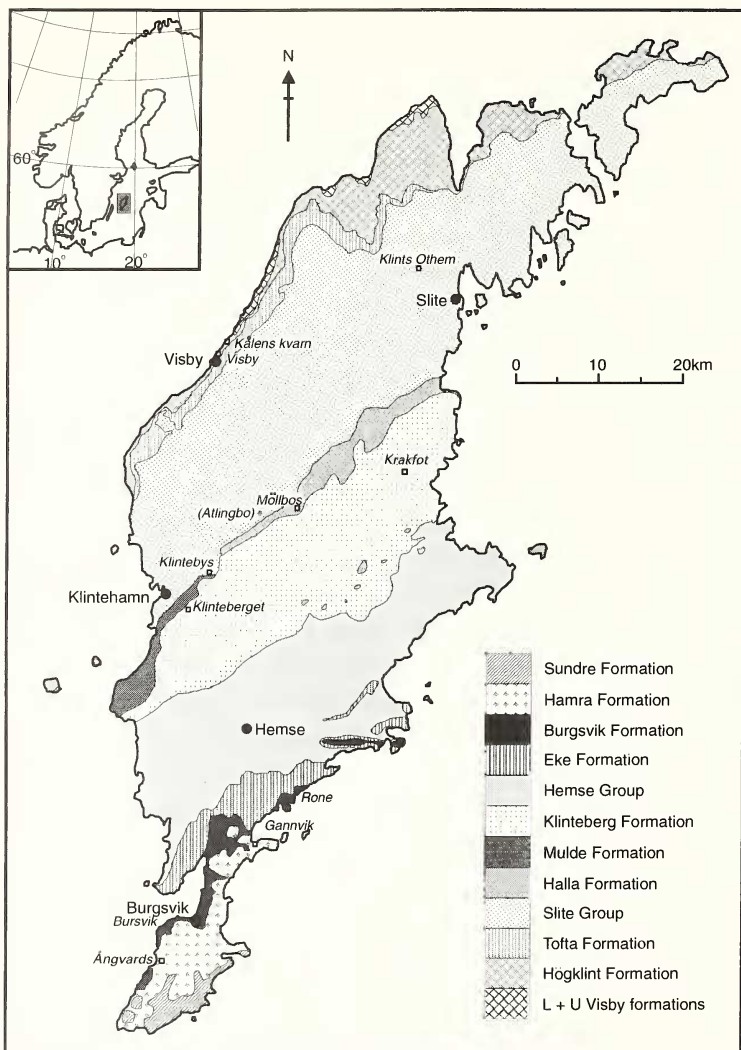 N
60°
10°
20°
Klints Othem
Slite
Kålens kvarn
Visby
Visby
0 10 20km
Krakfot
Möllbos
(Atlingbo)
Klintebys
Klintehamn
Klinteberget
Hemse
Rone
Gannvik
Burgsvik
Bursvik
Ängvards
Sundre Formation
Hamra Formation
Burgsvik Formation
Eke Formation
Hemse Group
Klinteberg Formation
Mulde Formation
Halla Formation
Slite Group
Tofta Formation
Högklint Formation
L + U Visby formations